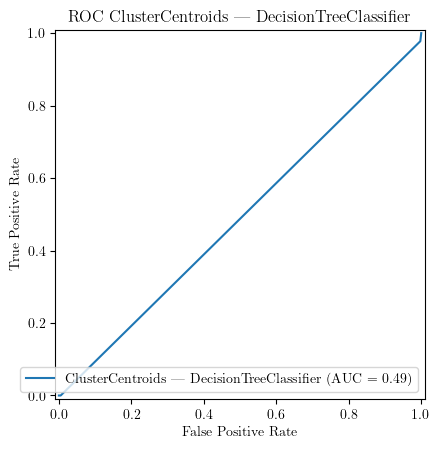 ROC ClusterCentroids — DecisionTreeClassifier
1.0
0.8
0.6
0.4
0.2
0.0
True Positive Rate
ClusterCentroids — DecisionTreeClassifier (AUC = 0.49)
0.0 0.2 0.4 0.6 0.8 1.0
False Positive Rate